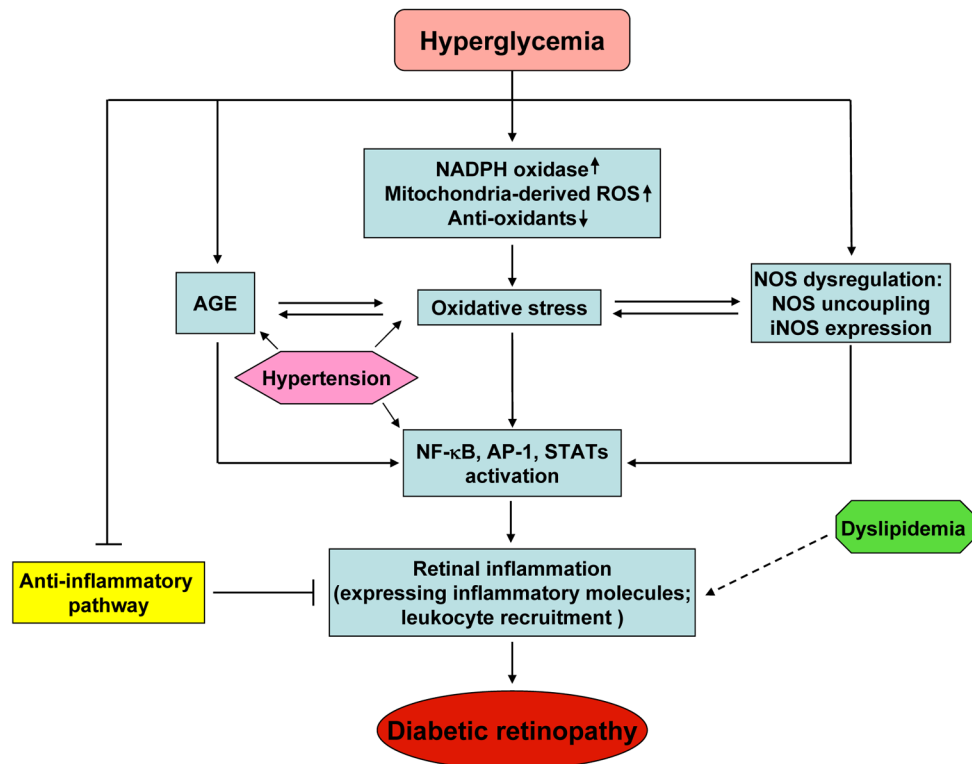 Hyperglycemia
NADPH oxidase↑
Mitochondria-derived ROS↑
Anti-oxidants↓
AGE
Oxidative stress
NOS dysregulation:
NOS uncoupling
iNOS expression
Hypertension
NF-κB, AP-1, STATs
activation
Dyslipidemia
Anti-inflammatory
pathway
Retinal inflammation
(expressing inflammatory molecules;
leukocyte recruitment )
Diabetic retinopathy